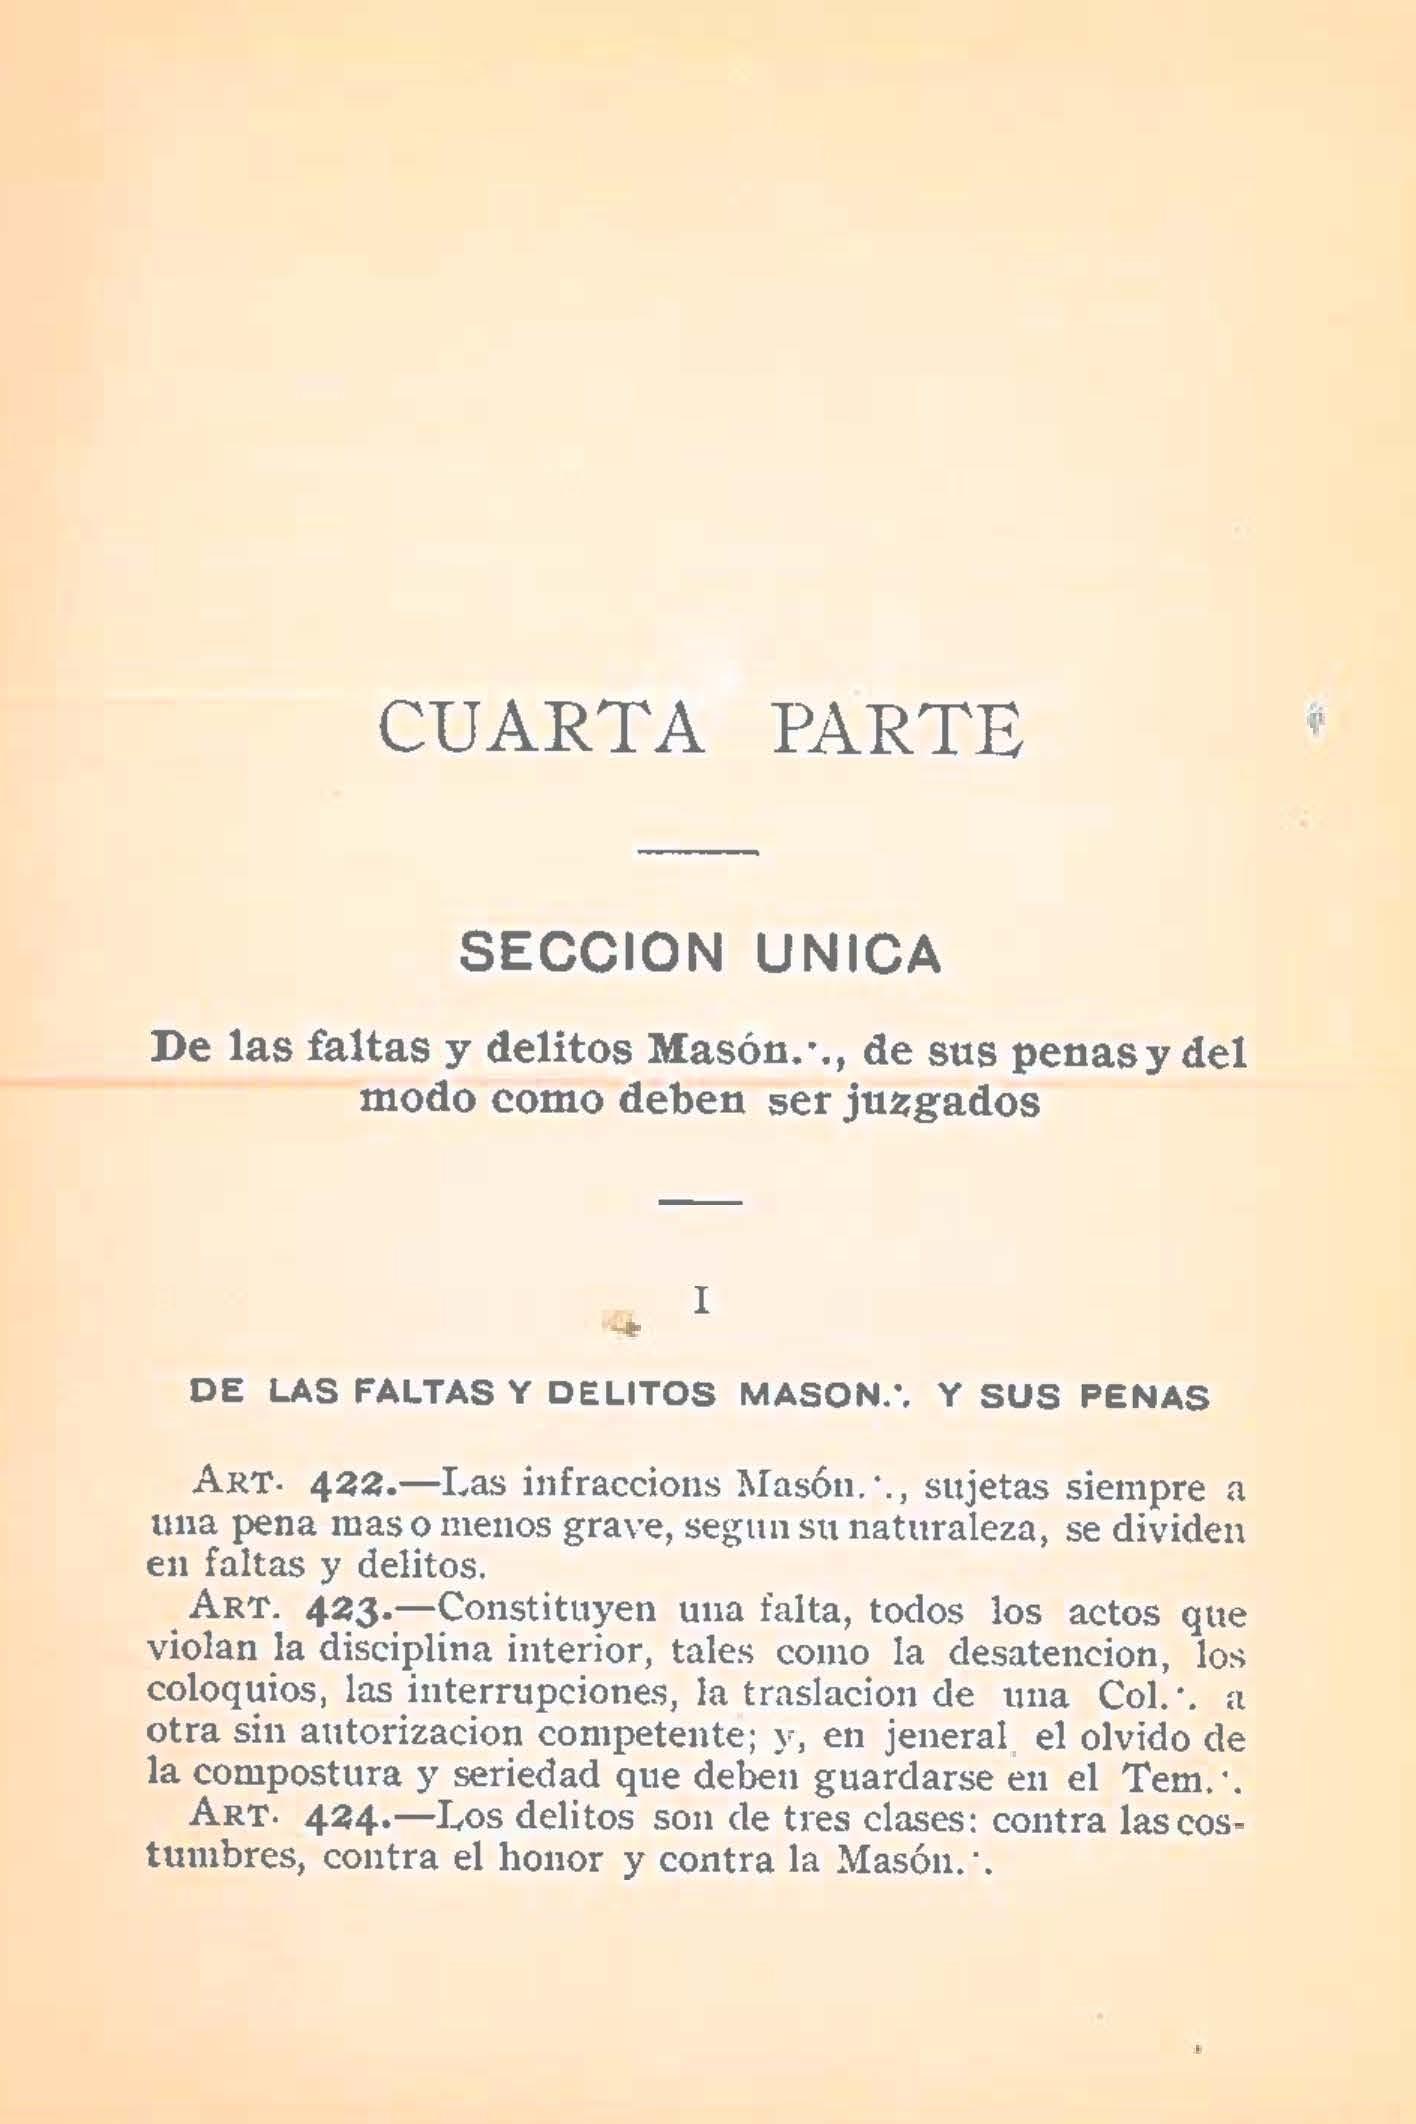 CUARTA PARTE
SECCION UNICA
De las faltas y delitos Masón.·., de sus penas y del
modo como deben ser juzgados
I
DE LAS FALTAS Y DELITOS MASON.·. Y SUS PENAS
ART. 422.—Las infraccions Masón.·., sujetas siempre a
una pena mas o menos grave, segun su naturaleza, se dividen
en faltas y delitos.
ART. 423.—Constituyen una falta, todos los actos que
violan la disciplina interior, tales como la desatencion, los
coloquios, las interrupciones, la traslacion de una Col.·. a
otra sin autorizacion competente; y, en jeneral el olvido de
la compostura y seriedad que deben guardarse en el Tem.·.
ART. 424.—Los delitos son de tres clases: contra las cos-
tumbres, contra el honor y contra la Masón.·.